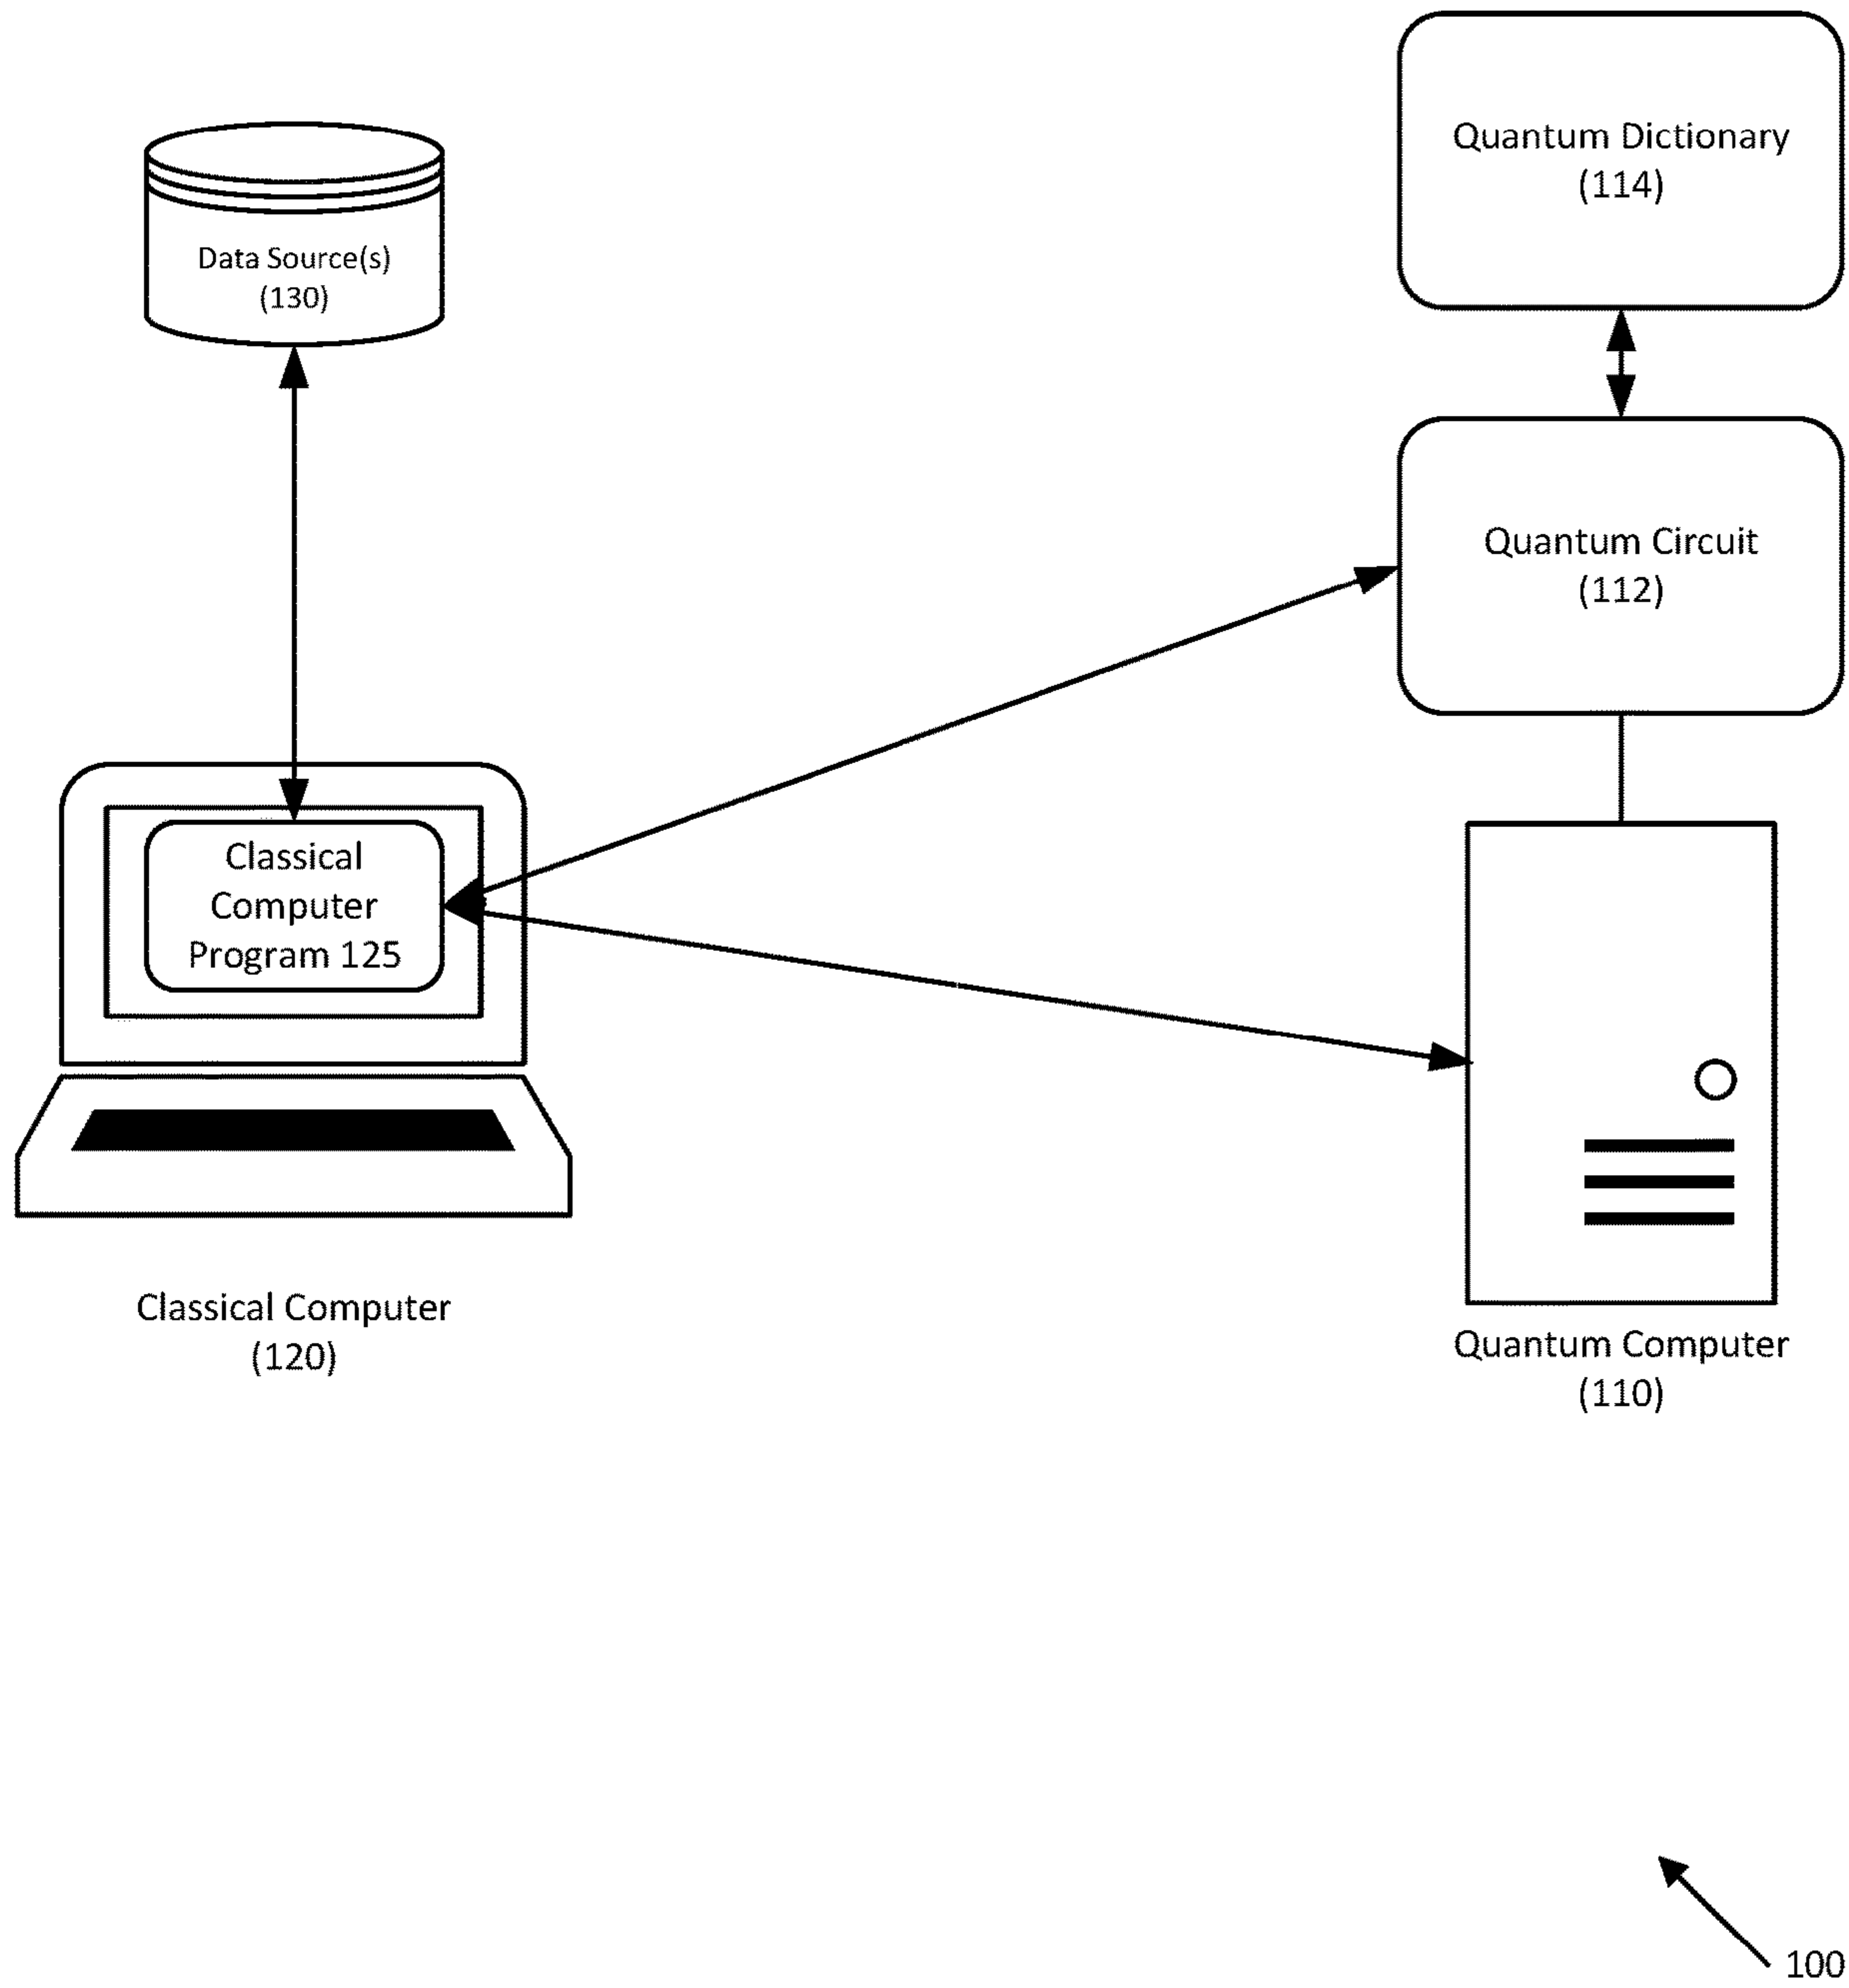 Quantum Dictionary
(114)
Data Source(s)
(130)
Quantum Circuit
(112)
Classical
Computer
Program 125
Classical Computer
(120)
Quantum Computer
(110)
100